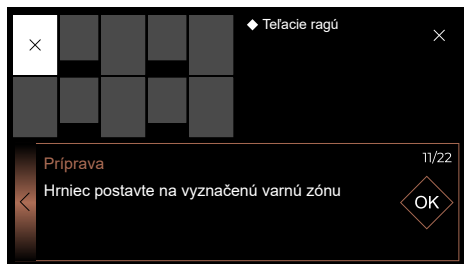 Teľacie ragú
Príprava
11/22
Hrniec postavte na vyznačenú varnú zónu
OK